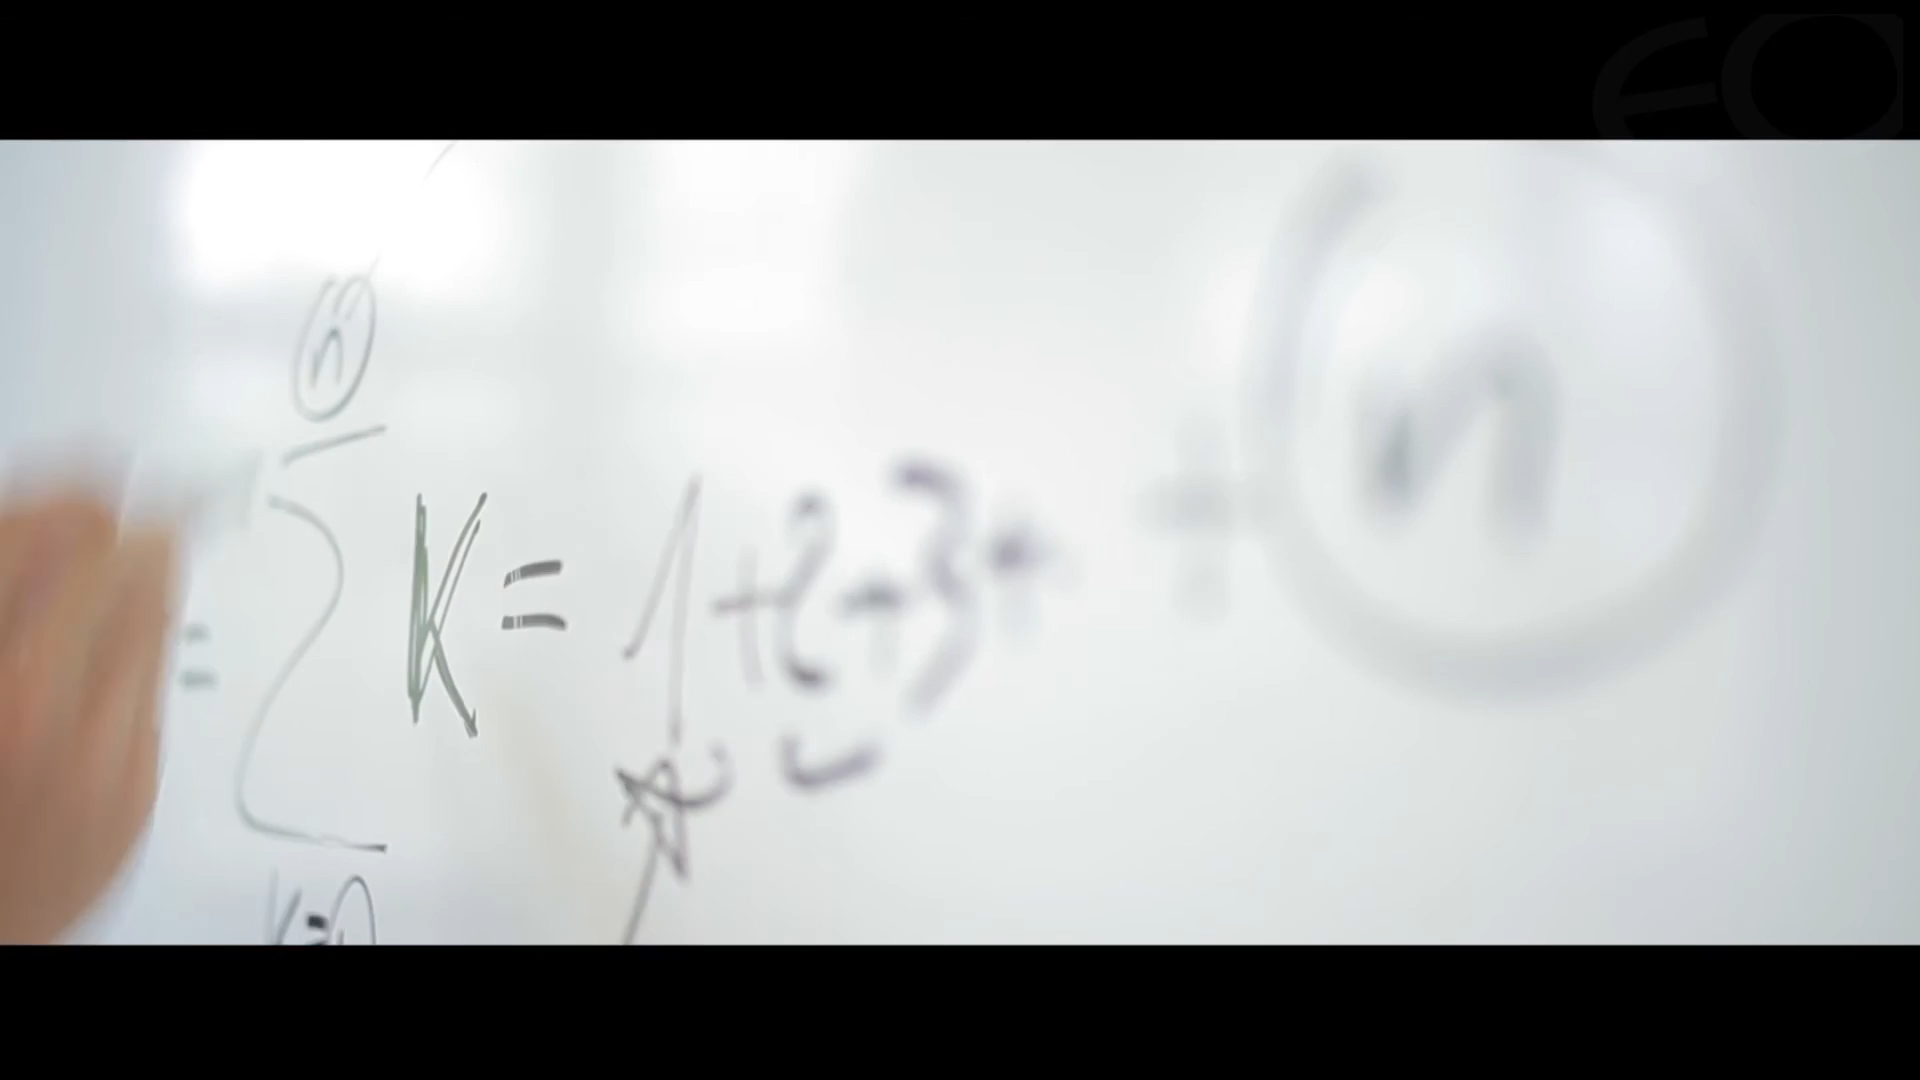 n
= Σ K = 1 + 2 + 3 + + n
K=1